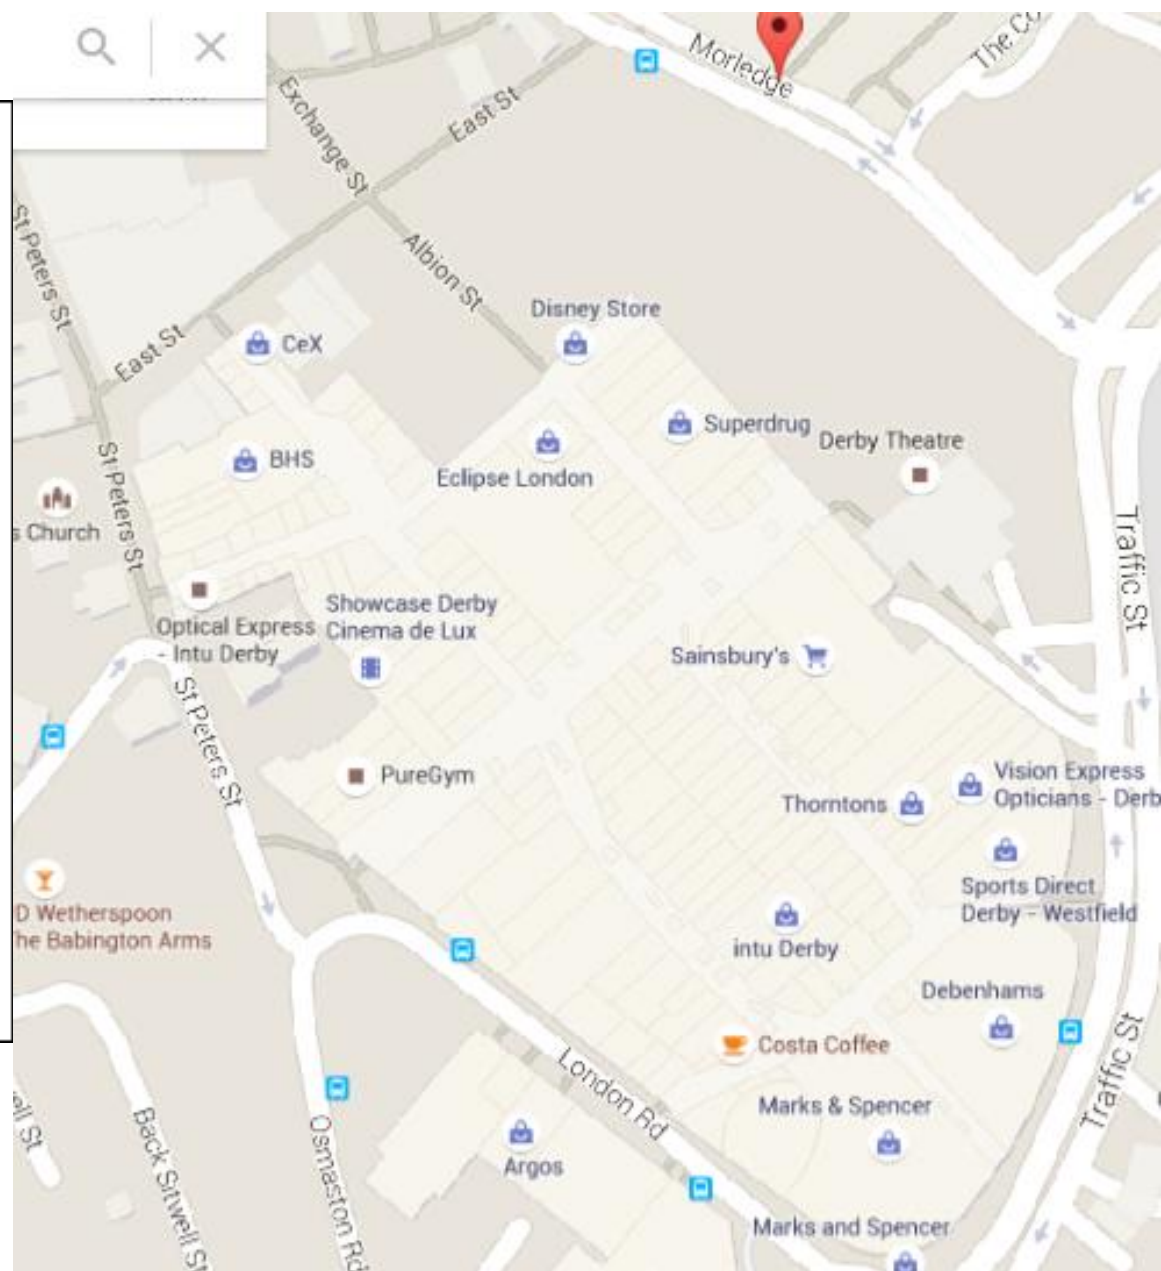 Morledge
The Co
Exchange St
East St
St Peters St
Albion St
Disney Store
CeX
East St
Superdrug
Derby Theatre
BHS
Eclipse London
St Peters St
s Church
Traffic St
Optical Express
- Intu Derby
Showcase Derby
Cinema de Lux
Sainsbury's
St Peters St
PureGym
Thorntons
Vision Express
Opticians - Derb
Sports Direct
Derby - Westfield
D Wetherspoon
he Babington Arms
intu Derby
Debenhams
Costa Coffee
London Rd
Traffic St
Marks & Spencer
ell St
Back Sitwell St
Osmaston Rd
Argos
Marks and Spencer